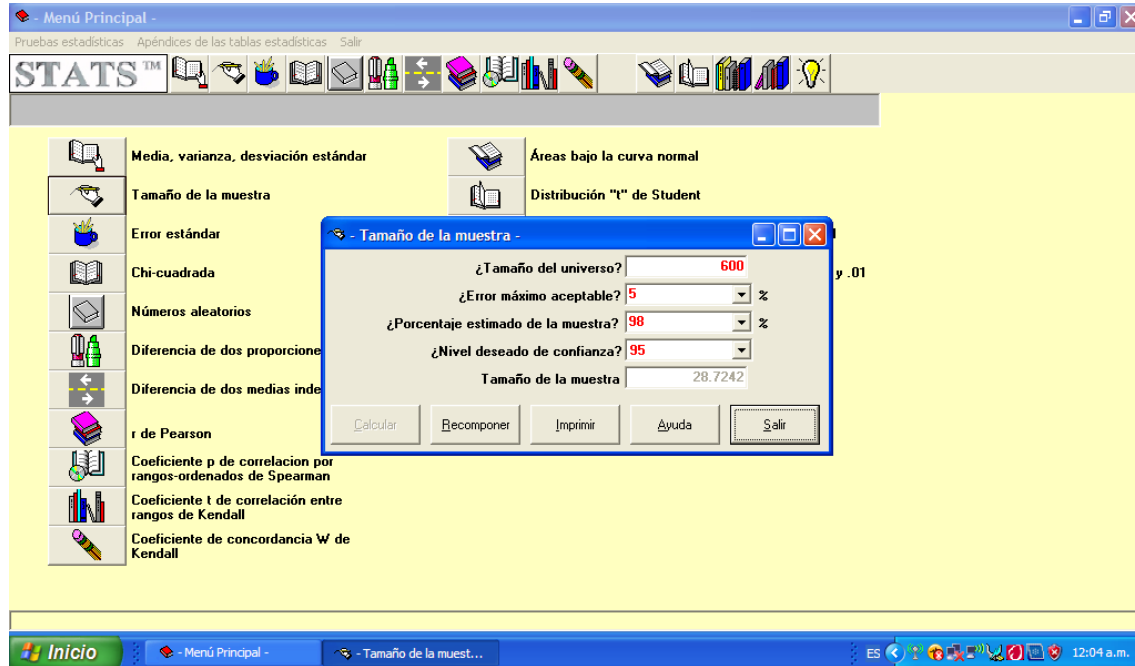 - Menú Principal -
Pruebas estadísticas Apéndices de las tablas estadísticas Salir
STATS™
Media, varianza, desviación estándar
Áreas bajo la curva normal
Tamaño de la muestra
Distribución "t" de Student
Error estándar
- Tamaño de la muestra -
¿Tamaño del universo? 600
Chi-cuadrada
y .01
¿Error máximo aceptable? 5 %
Números aleatorios
¿Porcentaje estimado de la muestra? 98 %
Diferencia de dos proporcione
¿Nivel deseado de confianza? 95
Tamaño de la muestra 28.7242
Diferencia de dos medias inde
Calcular Recomponer Imprimir Ayuda Salir
r de Pearson
Coeficiente p de correlacion por
rangos-ordenados de Spearman
Coeficiente t de correlación entre
rangos de Kendall
Coeficiente de concordancia W de
Kendall
Inicio - Menú Principal - - Tamaño de la muest... ES 12:04 a.m.